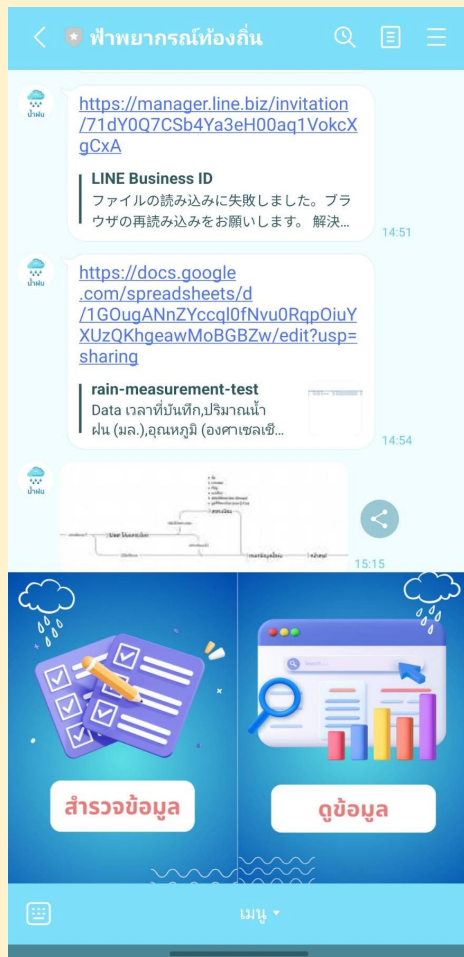 ฟ้าพยากรณ์ท้องถิ่น
น้ำฝน
https://manager.line.biz/invitation
/71dY0Q7CSb4Ya3eH00aq1VokcX
gCxA
LINE Business ID
ファイルの読み込みに失敗しました。ブラ
ウザの再読み込みをお願いします。 解決...
14:51
น้ำฝน
https://docs.google
.com/spreadsheets/d
/1GOugANnZYccql0fNvu0RqpOiuY
XUzQKhgeawMoBGBZw/edit?usp=
sharing
rain-measurement-test
Data เวลาที่บันทึก,ปริมาณน้ำ
ฝน (มล.),อุณหภูมิ (องศาเซลเซี...
14:54
น้ำฝน
15:15
สำรวจข้อมูล
ดูข้อมูล
เมนู